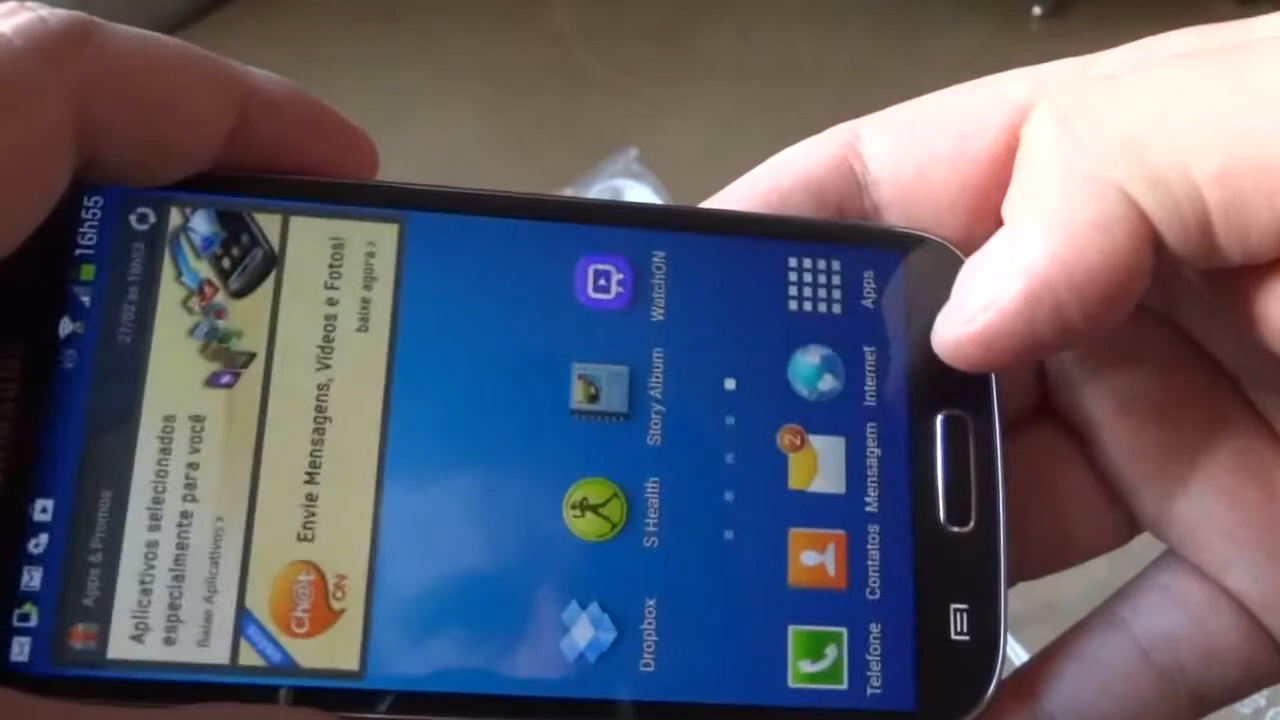 16h55
Apps & Promos
27/02 às 16h53
Aplicativos selecionados
especialmente para você
Baixe Aplicativos >
Ch@t
ON
Envie Mensagens, Vídeos e Fotos!
baixe agora >
Dropbox
S Health
Story Album
WatchON
2
Telefone
Contatos
Mensagem
Internet
Apps